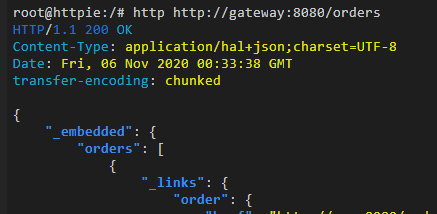 root@httpie:/# http http://gateway:8080/orders
HTTP/1.1 200 OK
Content-Type: application/hal+json;charset=UTF-8
Date: Fri, 06 Nov 2020 00:33:38 GMT
transfer-encoding: chunked
{
"_embedded": {
"orders": [
{
"_links": {
"order": {